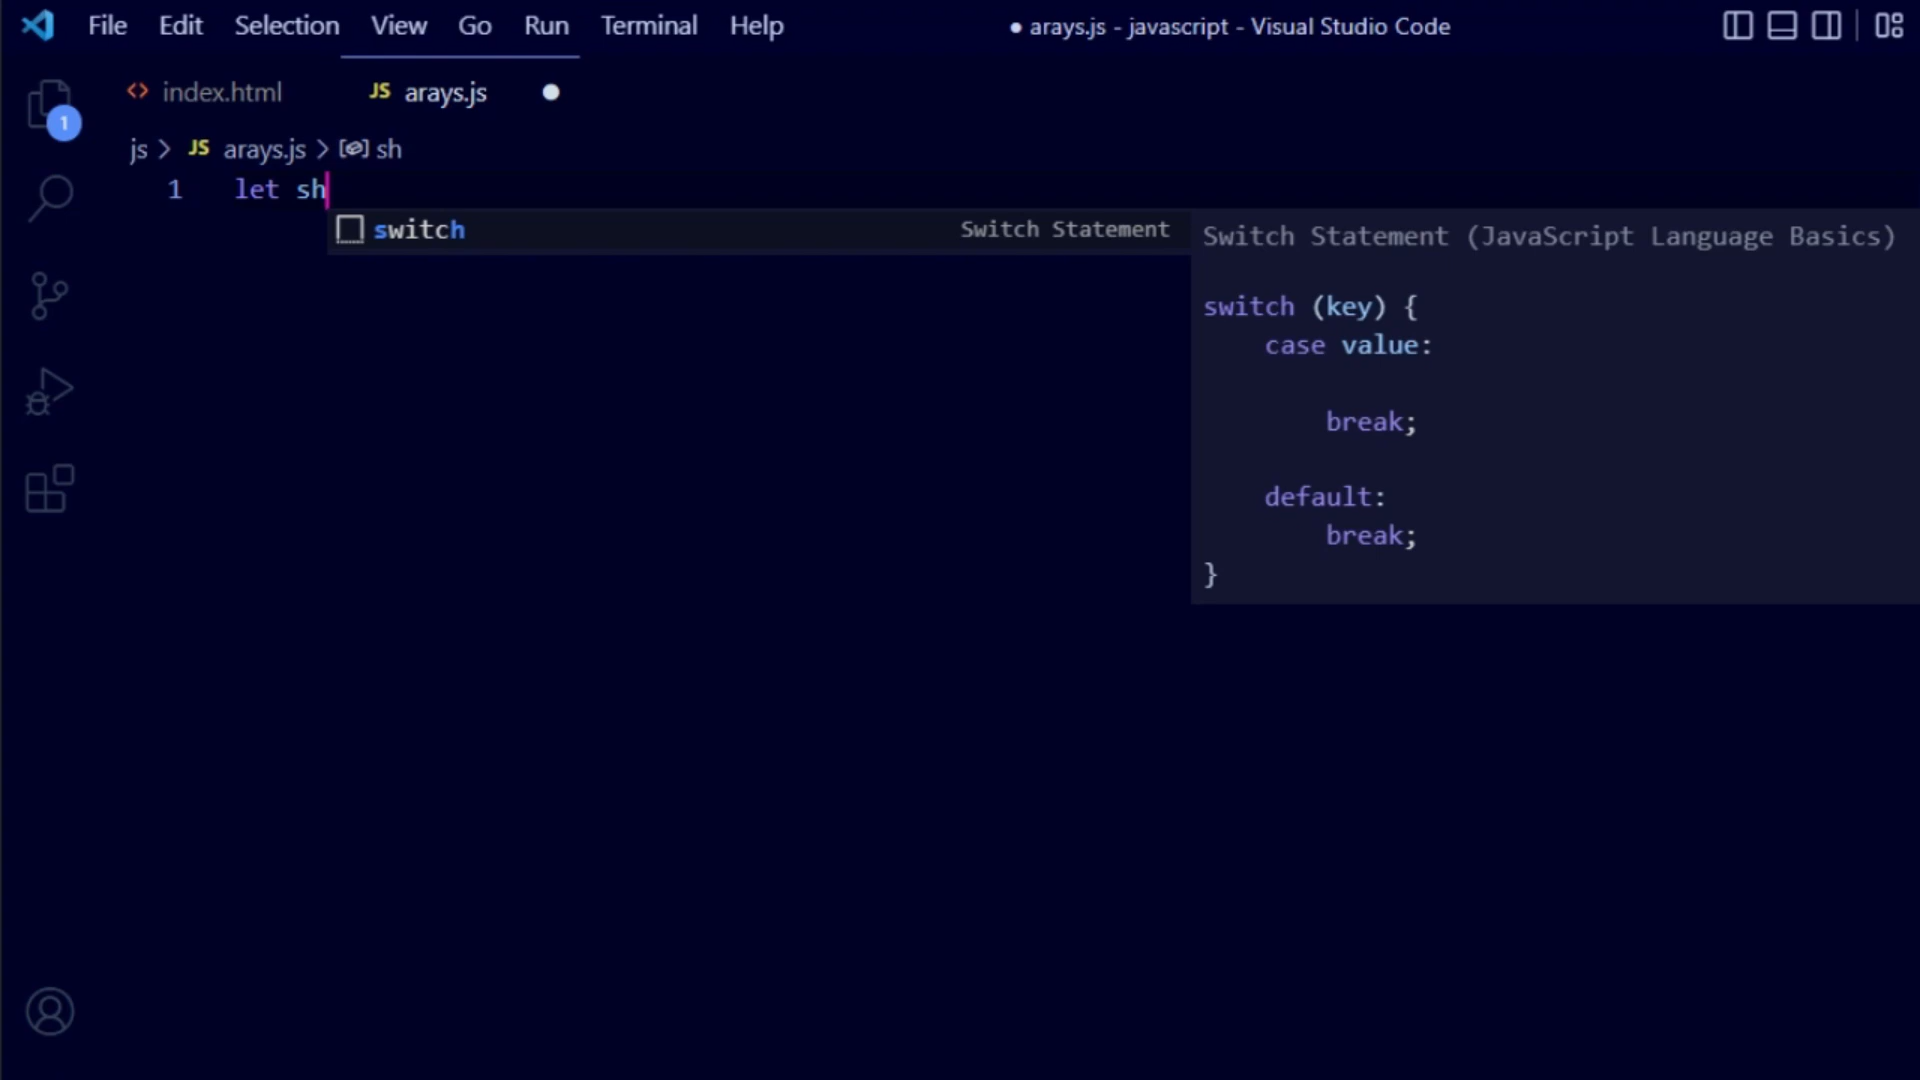 File Edit Selection View Go Run Terminal Help
● arays.js - javascript - Visual Studio Code
<> index.html
JS arays.js ●
1
js > JS arays.js > sh
1 let sh
switch Switch Statement
Switch Statement (JavaScript Language Basics)
switch (key) {
case value:
break;
default:
break;
}